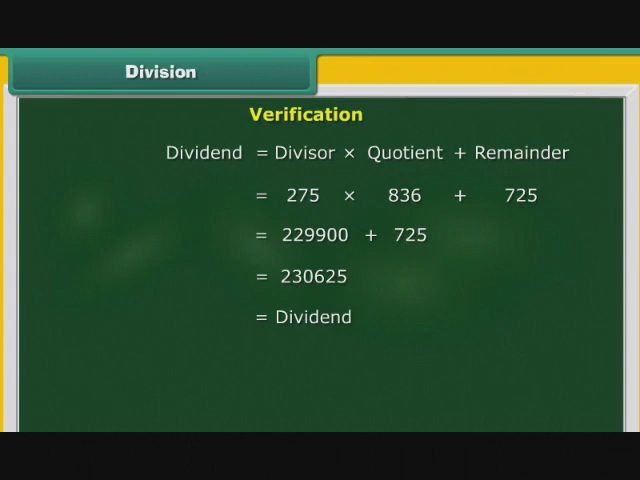 Division
Verification
Dividend = Divisor × Quotient + Remainder
= 275 × 836 + 725
= 229900 + 725
= 230625
= Dividend